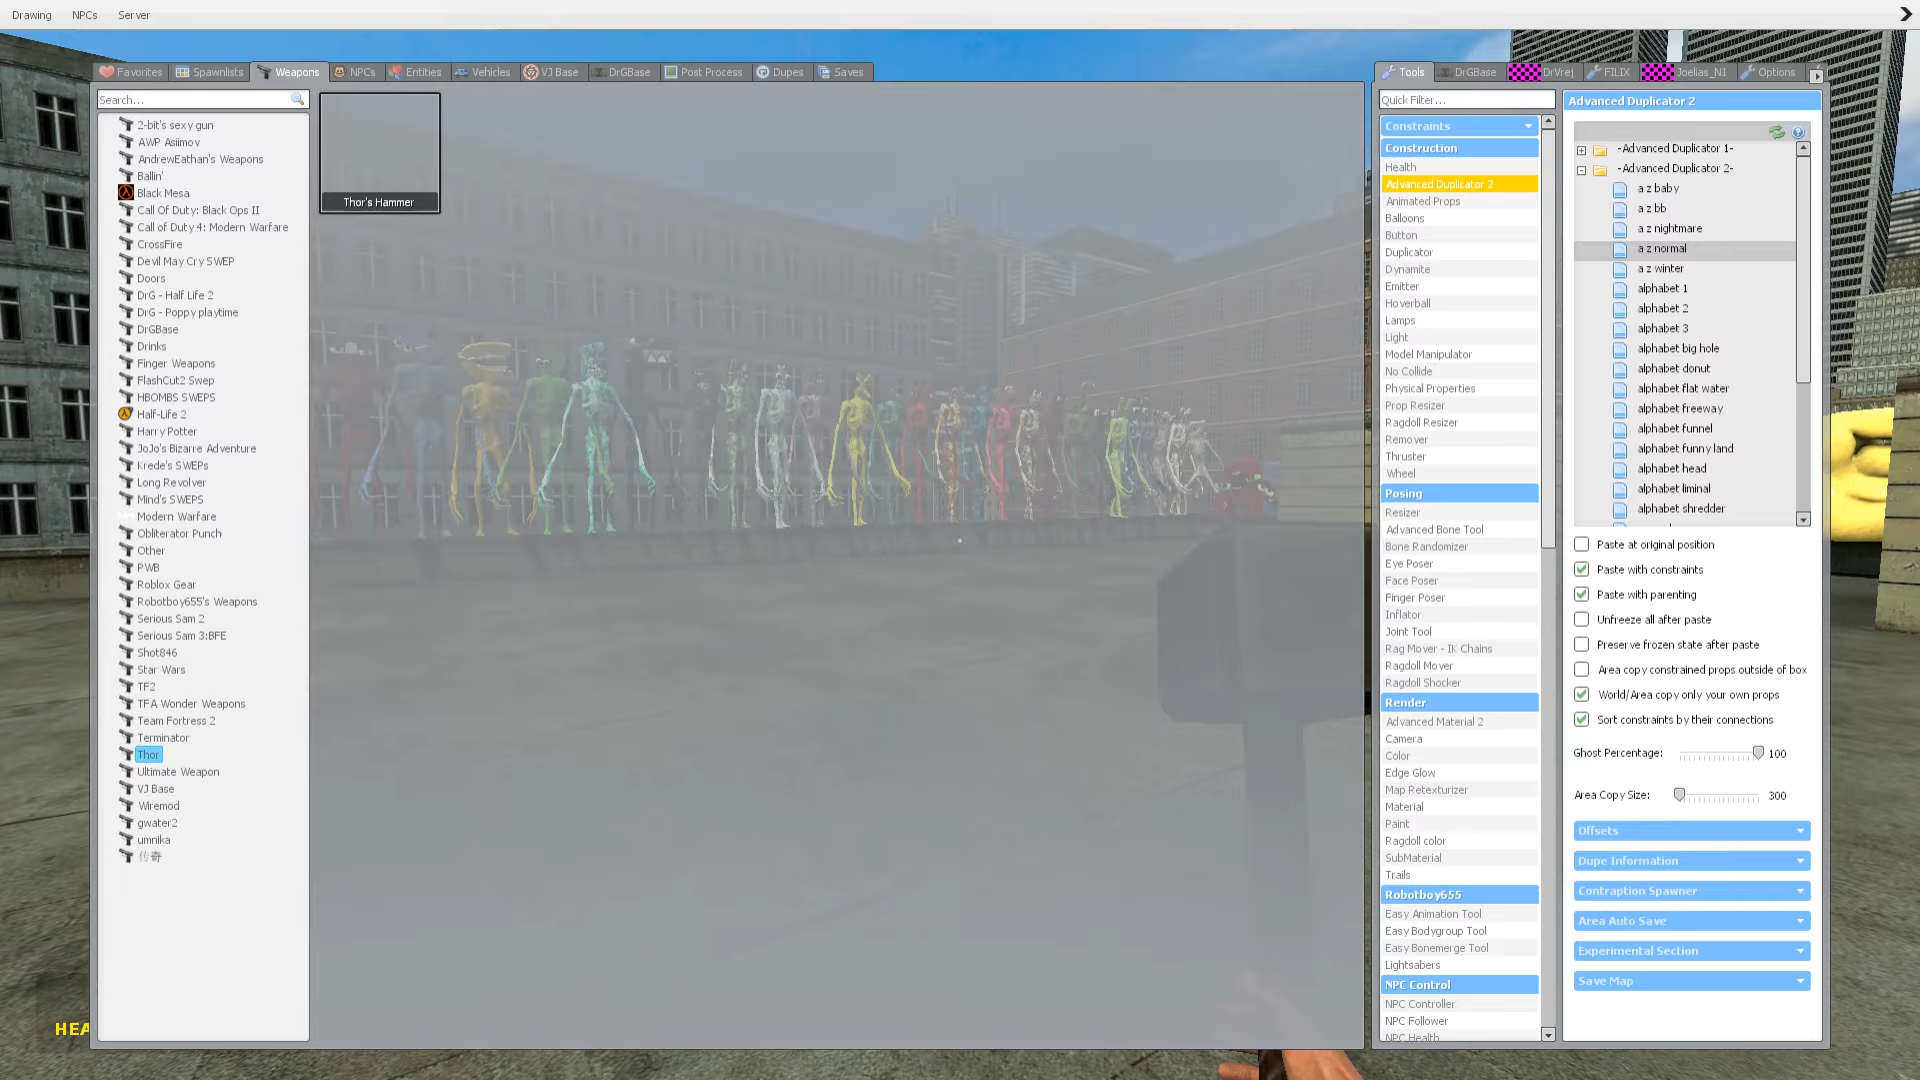 Drawing NPCs Server
Favorites Spawnlists Weapons NPCs Entities Vehicles VJ Base DrGBase Post Process Dupes Saves
Search...
2-bit's sexy gun
AWP Asiimov
AndrewEathan's Weapons
Ballin'
Black Mesa
Call Of Duty: Black Ops II
Call of Duty 4: Modern Warfare
CrossFire
Devil May Cry SWEP
Doors
DrG - Half Life 2
DrG - Poppy playtime
DrGBase
Drinks
Finger Weapons
FlashCut2 Swep
HBOMBS SWEPS
Half-Life 2
Harry Potter
JoJo's Bizarre Adventure
Krede's SWEPs
Long Revolver
Mind's SWEPS
Modern Warfare
Obliterator Punch
Other
PWB
Roblox Gear
Robotboy655's Weapons
Serious Sam 2
Serious Sam 3:BFE
Shot846
Star Wars
TF2
TFA Wonder Weapons
Team Fortress 2
Terminator
Thor
Ultimate Weapon
VJ Base
Wiremod
gwater2
umnika
传奇
Thor's Hammer
HEA
Tools DrGBase DrVrej FILIX Joelias_N1 Options
Quick Filter...
Constraints
Construction
Health
Advanced Duplicator 2
Animated Props
Balloons
Button
Duplicator
Dynamite
Emitter
Hoverball
Lamps
Light
Model Manipulator
No Collide
Physical Properties
Prop Resizer
Ragdoll Resizer
Remover
Thruster
Wheel
Posing
Resizer
Advanced Bone Tool
Bone Randomizer
Eye Poser
Face Poser
Finger Poser
Inflator
Joint Tool
Rag Mover - IK Chains
Ragdoll Mover
Ragdoll Shocker
Render
Advanced Material 2
Camera
Color
Edge Glow
Map Retexturizer
Material
Paint
Ragdoll color
SubMaterial
Trails
Robotboy655
Easy Animation Tool
Easy Bodygroup Tool
Easy Bonemerge Tool
Lightsabers
NPC Control
NPC Controller
NPC Follower
NPC Health
Advanced Duplicator 2
-Advanced Duplicator 1-
-Advanced Duplicator 2-
a z baby
a z bb
a z nightmare
a z normal
a z winter
alphabet 1
alphabet 2
alphabet 3
alphabet big hole
alphabet donut
alphabet flat water
alphabet freeway
alphabet funnel
alphabet funny land
alphabet head
alphabet liminal
alphabet shredder
Paste at original position
Paste with constraints
Paste with parenting
Unfreeze all after paste
Preserve frozen state after paste
Area copy constrained props outside of box
World/Area copy only your own props
Sort constraints by their connections
Ghost Percentage: 100
Area Copy Size: 300
Offsets
Dupe Information
Contraption Spawner
Area Auto Save
Experimental Section
Save Map